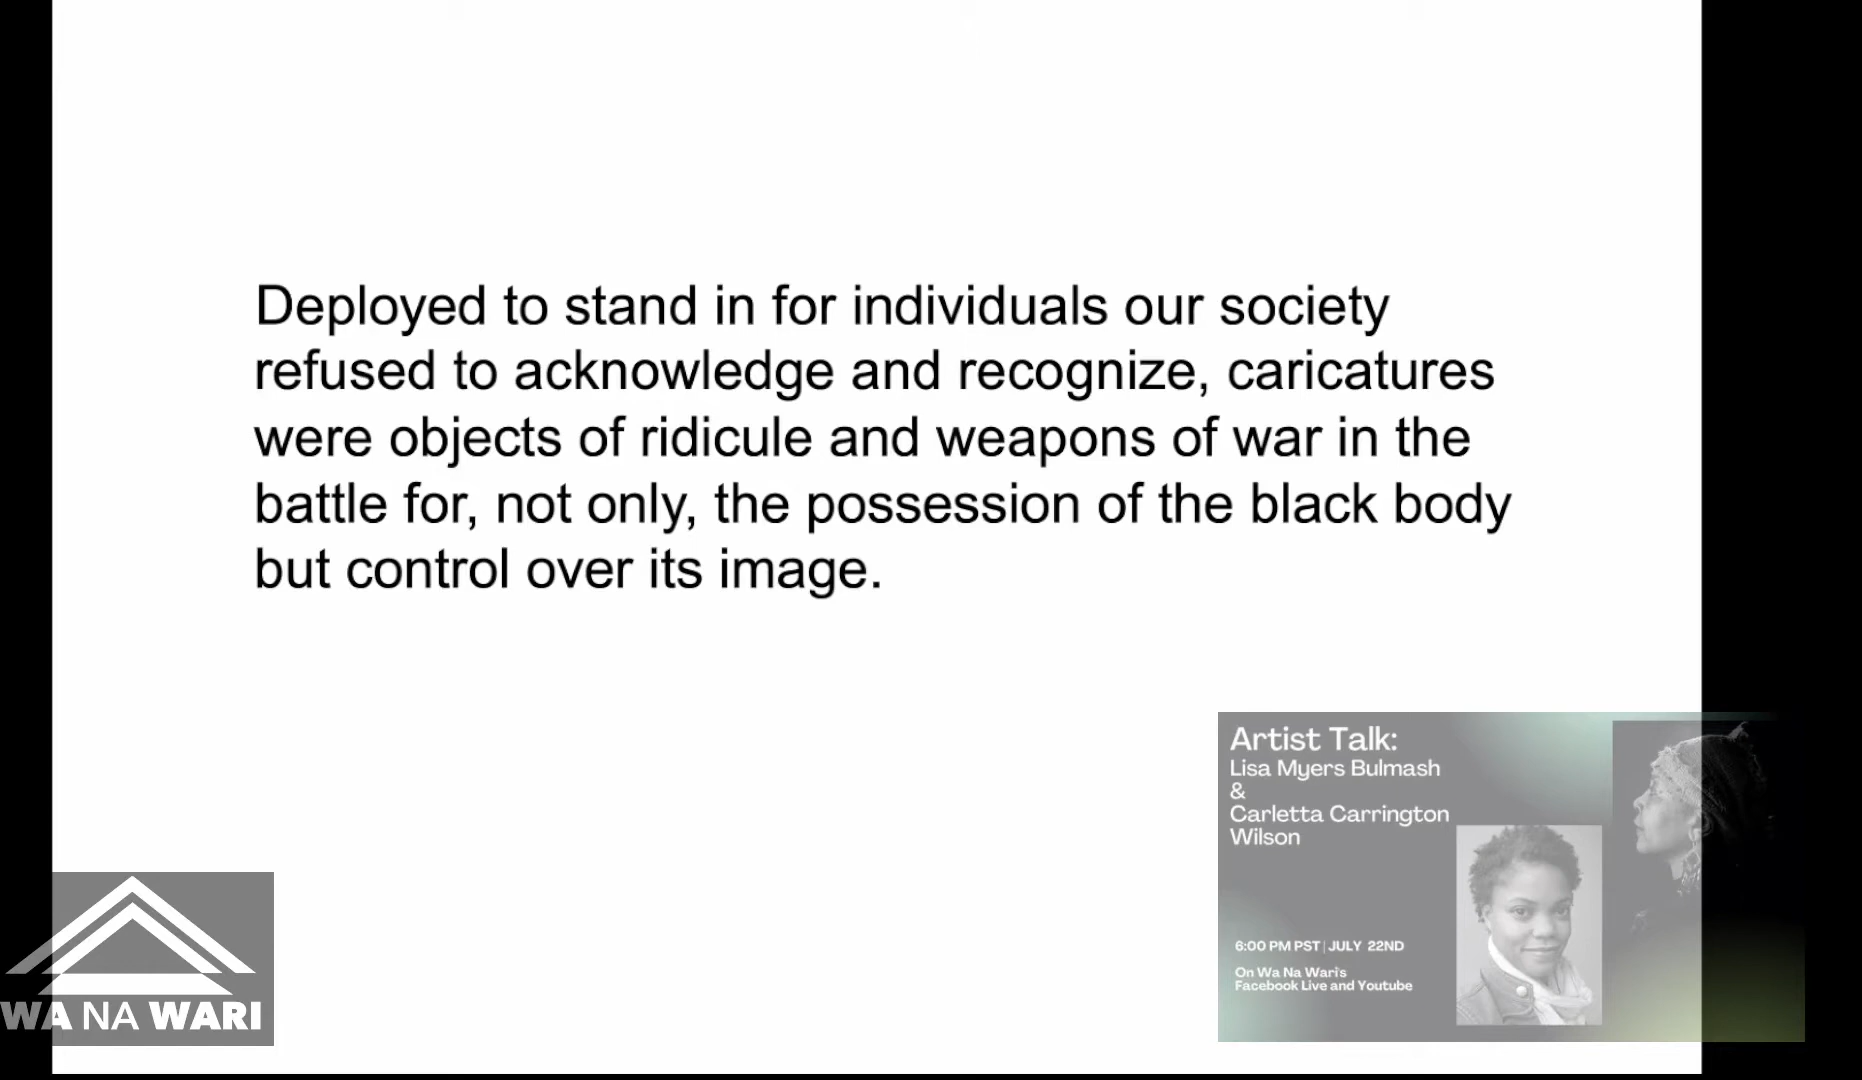 Deployed to stand in for individuals our society
refused to acknowledge and recognize, caricatures
were objects of ridicule and weapons of war in the
battle for, not only, the possession of the black body
but control over its image.
Artist Talk:
Lisa Myers Bulmash
&
Carletta Carrington
Wilson
6:00 PM PST | JULY 22ND
On Wa Na Wari's
Facebook Live and Youtube
WA NA WARI